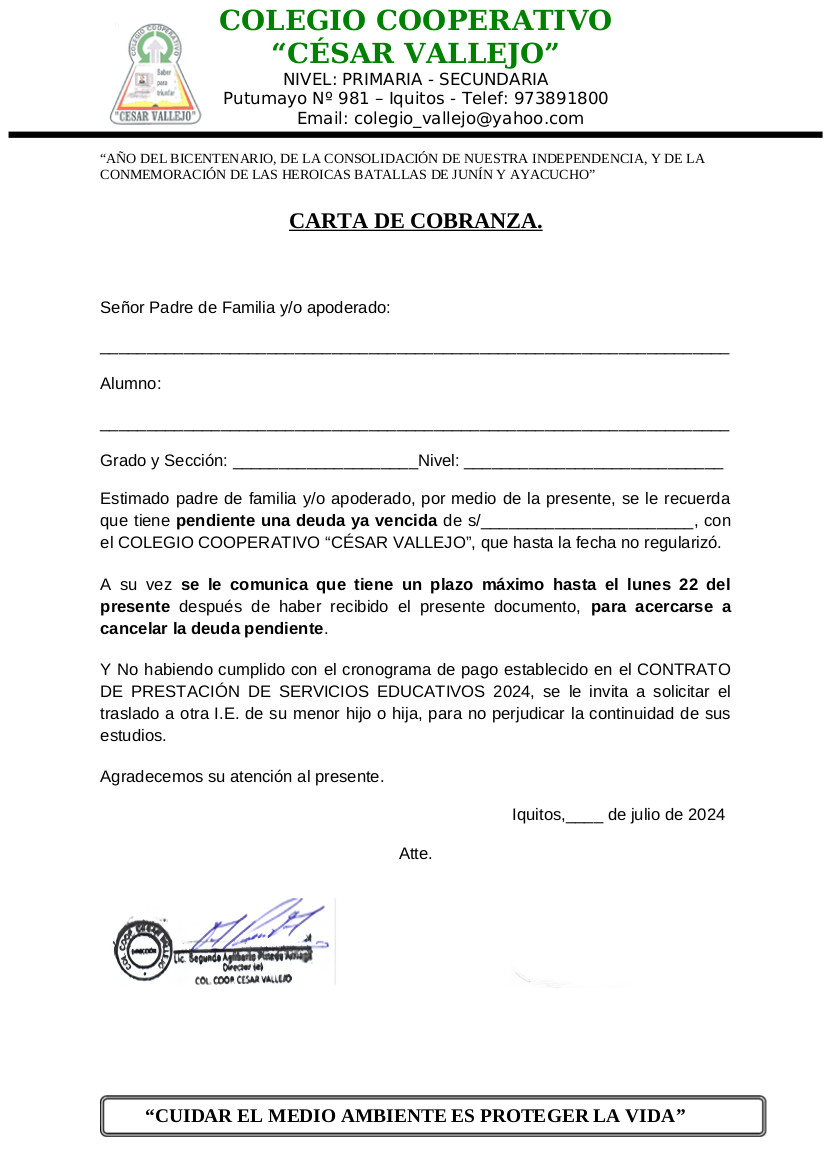 COLEGIO COOPERATIVO
“CÉSAR VALLEJO”
NIVEL: PRIMARIA - SECUNDARIA
Putumayo Nº 981 – Iquitos - Telef: 973891800
Email: colegio_vallejo@yahoo.com
COLEGIO COOPERATIVO
Saber
para
triunfar
"CESAR VALLEJO"
“AÑO DEL BICENTENARIO, DE LA CONSOLIDACIÓN DE NUESTRA INDEPENDENCIA, Y DE LA
CONMEMORACIÓN DE LAS HEROICAS BATALLAS DE JUNÍN Y AYACUCHO”
CARTA DE COBRANZA.
Señor Padre de Familia y/o apoderado:
____________________________________________________________________
Alumno:
____________________________________________________________________
Grado y Sección: ____________________Nivel: ____________________________
Estimado padre de familia y/o apoderado, por medio de la presente, se le recuerda
que tiene pendiente una deuda ya vencida de s/_______________________, con
el COLEGIO COOPERATIVO “CÉSAR VALLEJO”, que hasta la fecha no regularizó.
A su vez se le comunica que tiene un plazo máximo hasta el lunes 22 del
presente después de haber recibido el presente documento, para acercarse a
cancelar la deuda pendiente.
Y No habiendo cumplido con el cronograma de pago establecido en el CONTRATO
DE PRESTACIÓN DE SERVICIOS EDUCATIVOS 2024, se le invita a solicitar el
traslado a otra I.E. de su menor hijo o hija, para no perjudicar la continuidad de sus
estudios.
Agradecemos su atención al presente.
Iquitos,____ de julio de 2024
Atte.
COL. COOP. CESAR VALLEJO
DIRECCIÓN
Lic. Segundo Pineda
Director (e)
COL. COOP. CESAR VALLEJO
“CUIDAR EL MEDIO AMBIENTE ES PROTEGER LA VIDA”